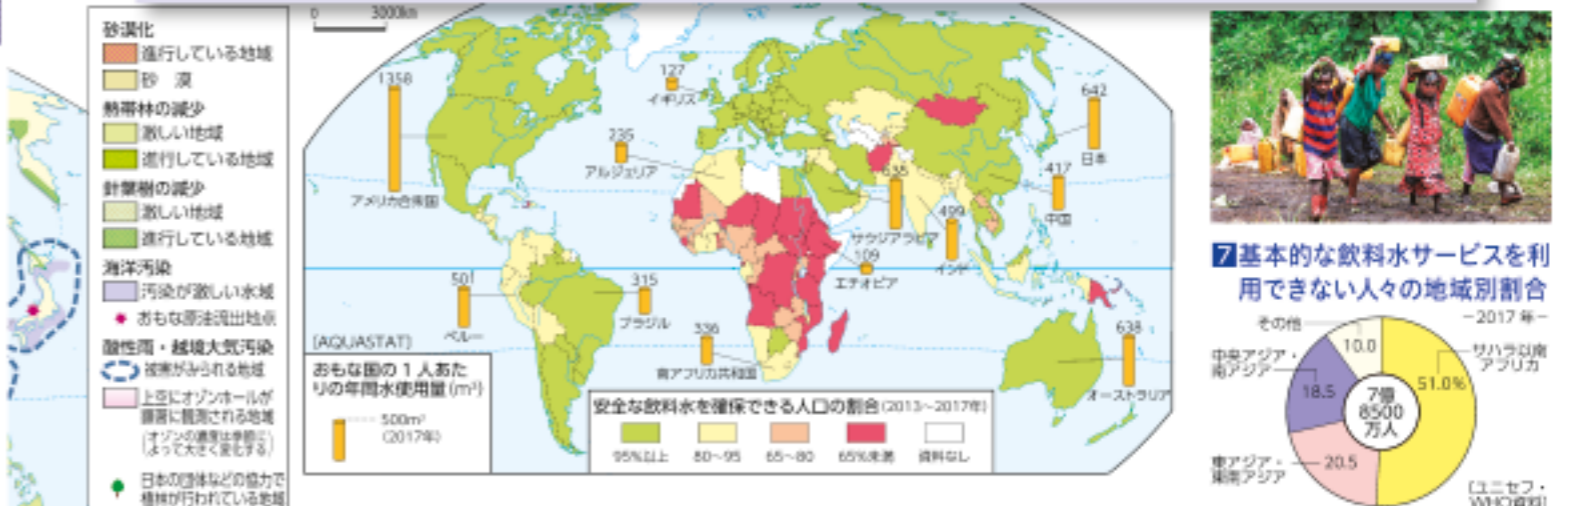 砂漠化
進行している地域
砂 漠
熱帯林の減少
激しい地域
進行している地域
針葉樹の減少
激しい地域
進行している地域
海洋汚染
汚染が激しい水域
おもな原油流出地点
酸性雨・越境大気汚染
被害がみられる地域
上空にオゾンホールが
顕著に観測される地域
(オゾンの濃度は季節に
よって大きく変化する)
日本の団体などの協力で
植林が行われている地域
0 3000km
1358
アメリカ合衆国
127
イギリス
235
アルジェリア
642
日本
417
中国
635
サウジアラビア
499
インド
109
エチオピア
501
ペルー
315
ブラジル
336
南アフリカ共和国
638
オーストラリア
[AQUASTAT]
おもな国の1人あた
りの年間水使用量(m³)
500m³
(2017年)
安全な飲料水を確保できる人口の割合(2013~2017年)
95%以上 80~95 65~80 65%未満 資料なし
7基本的な飲料水サービスを利
用できない人々の地域別割合
-2017年-
その他
10.0
中央アジア・
南アジア
18.5
サハラ以南
アフリカ
51.0%
7億
8500
万人
東アジア・
東南アジア
20.5
[ユニセフ・
WHO資料]